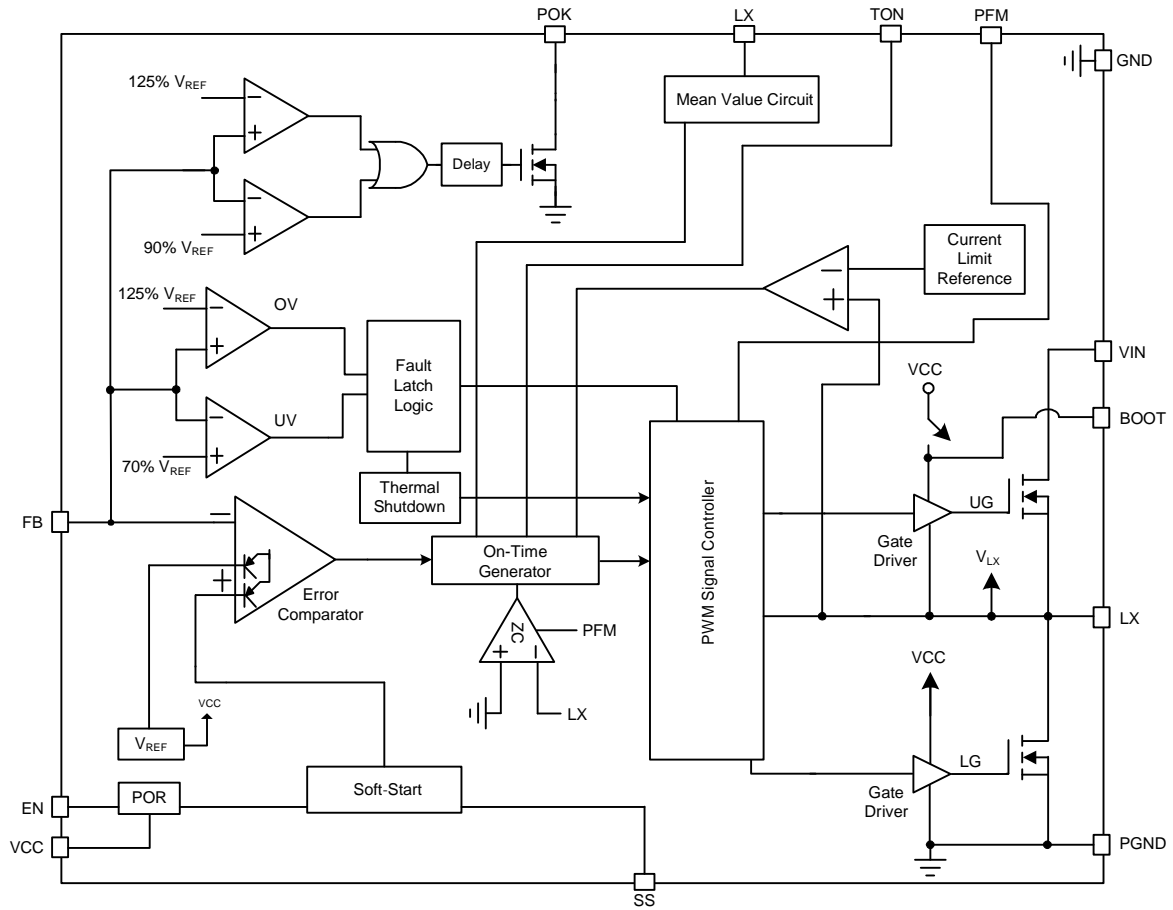 POK
LX
TON
PFM
GND
125% VREF
−
+
Mean Value Circuit
Delay
−
+
90% VREF
Current
Limit
Reference
−
+
125% VREF
OV
−
+
Fault
Latch
Logic
VIN
VCC
BOOT
UV
−
+
70% VREF
Thermal
Shutdown
UG
FB
−
+
On-Time
Generator
Gate
Driver
PWM Signal Controller
VLX
Error
Comparator
ZC
PFM
+
−
LX
LX
VCC
VCC
VREF
LG
Soft-Start
POR
EN
Gate
Driver
VCC
PGND
SS